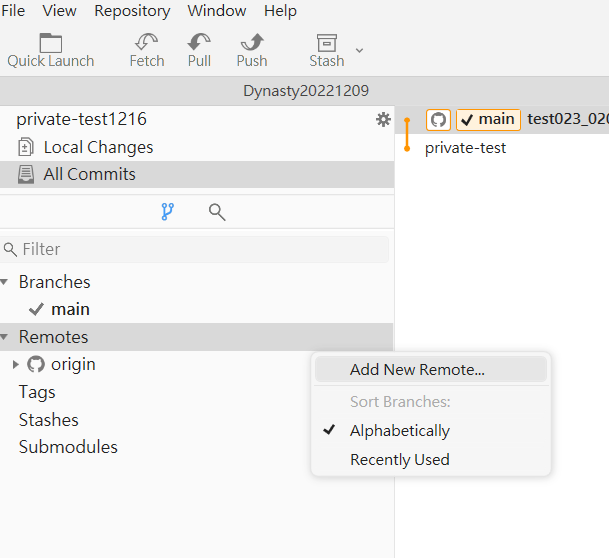 File View Repository Window Help
Quick Launch Fetch Pull Push Stash
Dynasty20221209
private-test1216
Local Changes
All Commits
main test023_020
private-test
Filter
Branches
main
Remotes
origin
Tags
Stashes
Submodules
Add New Remote...
Sort Branches:
Alphabetically
Recently Used